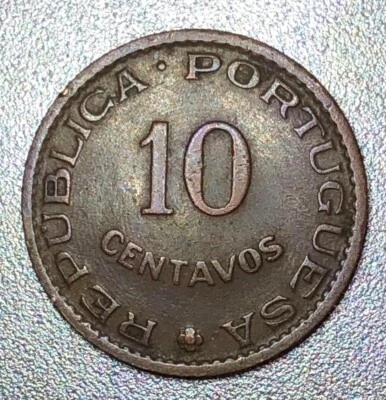 REPUBLICA · PORTUGUESA
10
CENTAVOS